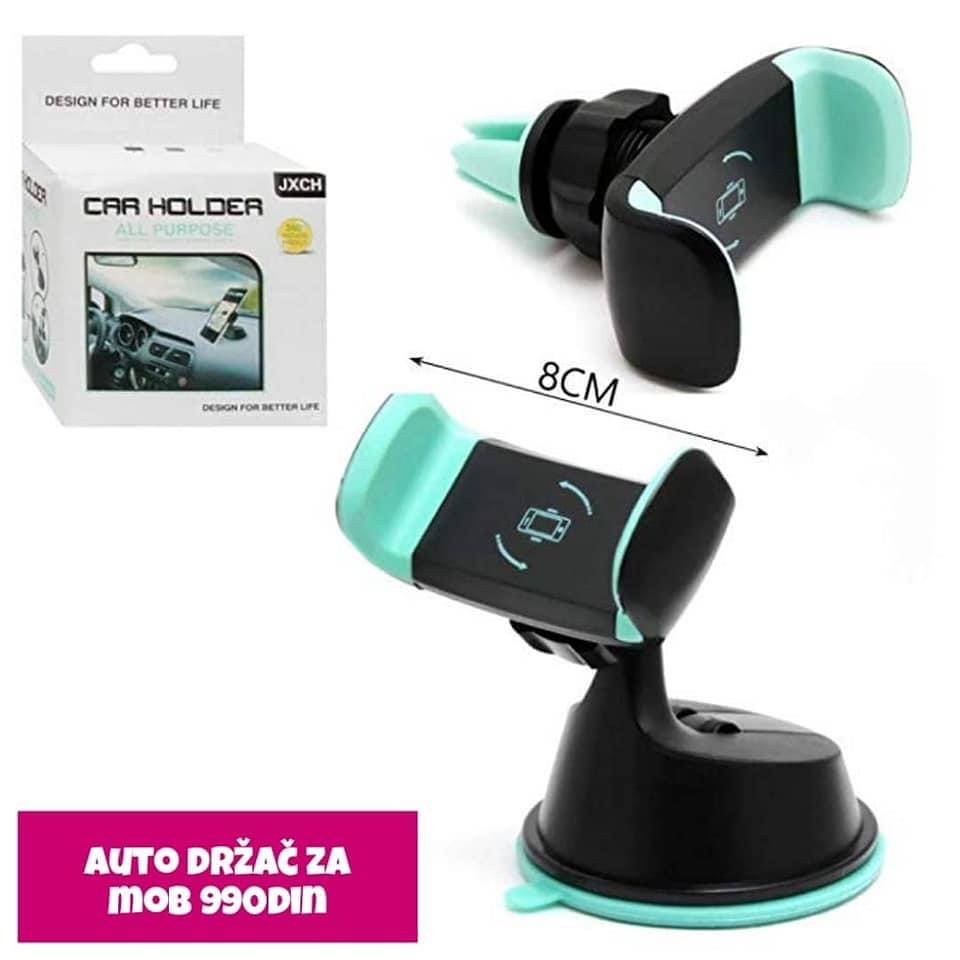 DESIGN FOR BETTER LIFE
JXCH
CAR HOLDER
ALL PURPOSE
DESIGN FOR BETTER LIFE
8CM
AUTO DRŽAČ ZA
MOB 990DIN